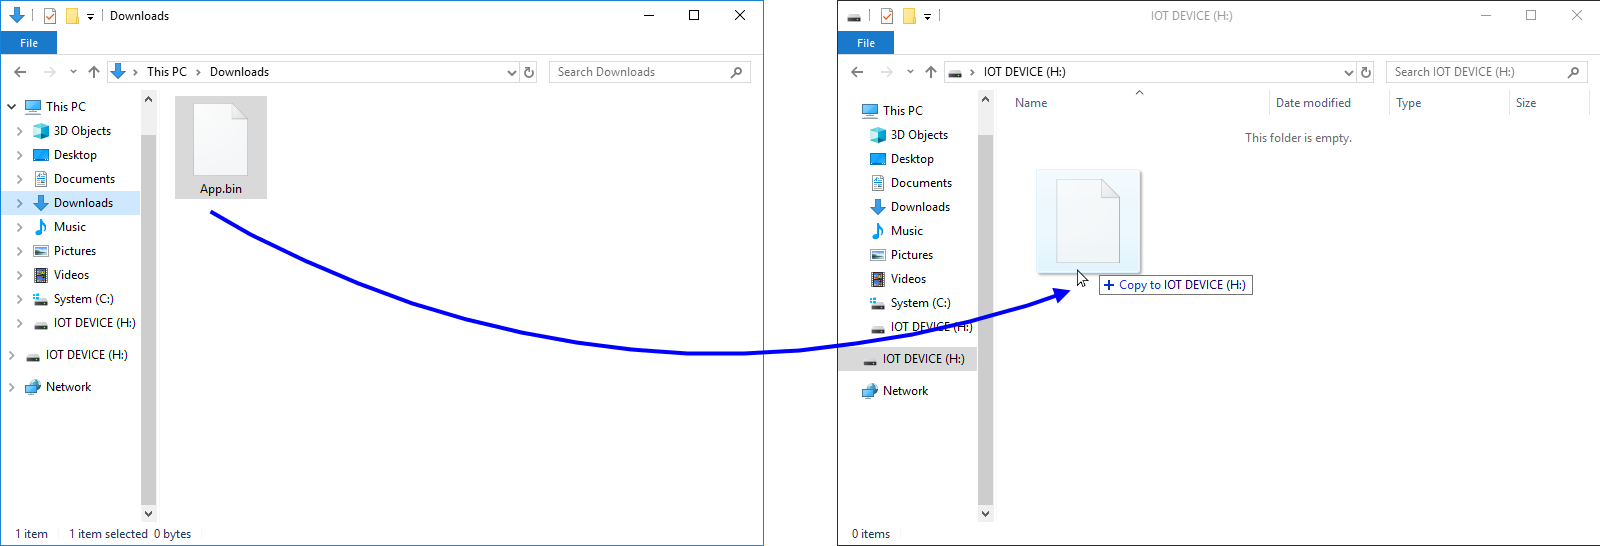 Downloads
File
This PC
Downloads
Search Downloads
This PC
3D Objects
Desktop
Documents
Downloads
Music
Pictures
Videos
System (C:)
IOT DEVICE (H:)
IOT DEVICE (H:)
Network
App.bin
1 item
1 item selected 0 bytes
IOT DEVICE (H:)
File
IOT DEVICE (H:)
Search IOT DEVICE (H:)
This PC
3D Objects
Desktop
Documents
Downloads
Music
Pictures
Videos
System (C:)
IOT DEVICE (H:)
IOT DEVICE (H:)
Network
Name
Date modified
Type
Size
This folder is empty.
Copy to IOT DEVICE (H:)
0 items